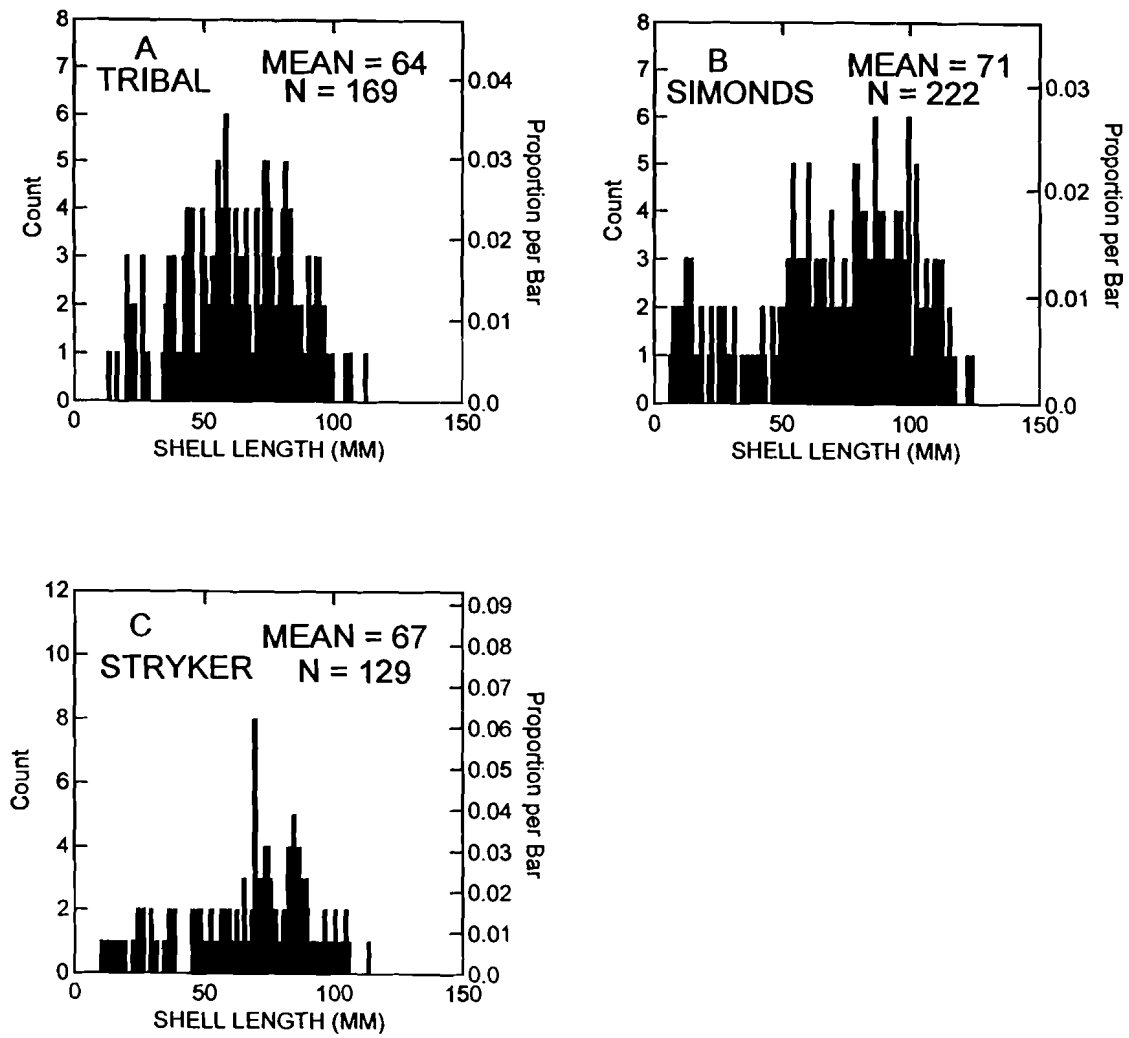 A
TRIBAL
MEAN = 64
N = 169
8
7
6
5
4
3
2
1
0
Count
0.04
0.03
0.02
0.01
0.0
Proportion per Bar
0 50 100 150
SHELL LENGTH (MM)
B
SIMONDS
MEAN = 71
N = 222
8
7
6
5
4
3
2
1
0
Count
0.03
0.02
0.01
0.0
Proportion per Bar
0 50 100 150
SHELL LENGTH (MM)
C
STRYKER
MEAN = 67
N = 129
12
10
8
6
4
2
0
Count
0.09
0.08
0.07
0.06
0.05
0.04
0.03
0.02
0.01
0.0
Proportion per Bar
0 50 100 150
SHELL LENGTH (MM)